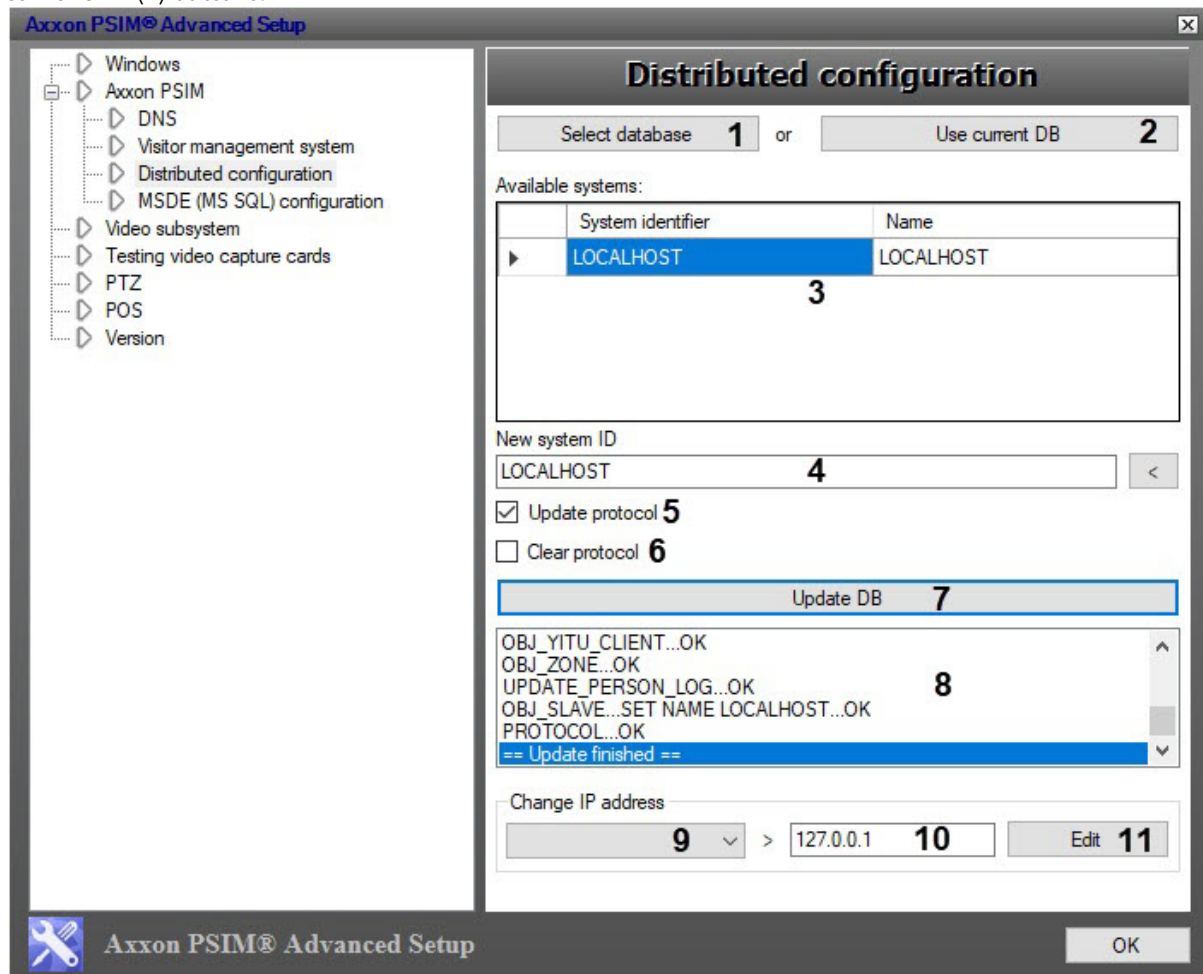 Axxon PSIM® Advanced Setup
Windows
Axxon PSIM
DNS
Visitor management system
Distributed configuration
MSDE (MS SQL) configuration
Video subsystem
Testing video capture cards
PTZ
POS
Version
Distributed configuration
Select database 1 or Use current DB 2
Available systems:
System identifier Name
LOCALHOST LOCALHOST
3
New system ID
LOCALHOST 4 <
Update protocol 5
Clear protocol 6
Update DB 7
OBJ_YITU_CLIENT...OK
OBJ_ZONE...OK
UPDATE_PERSON_LOG...OK
8
OBJ_SLAVE...SET NAME LOCALHOST...OK
PROTOCOL...OK
== Update finished ==
Change IP address
9 > 127.0.0.1 10 Edit 11
Axxon PSIM® Advanced Setup
OK